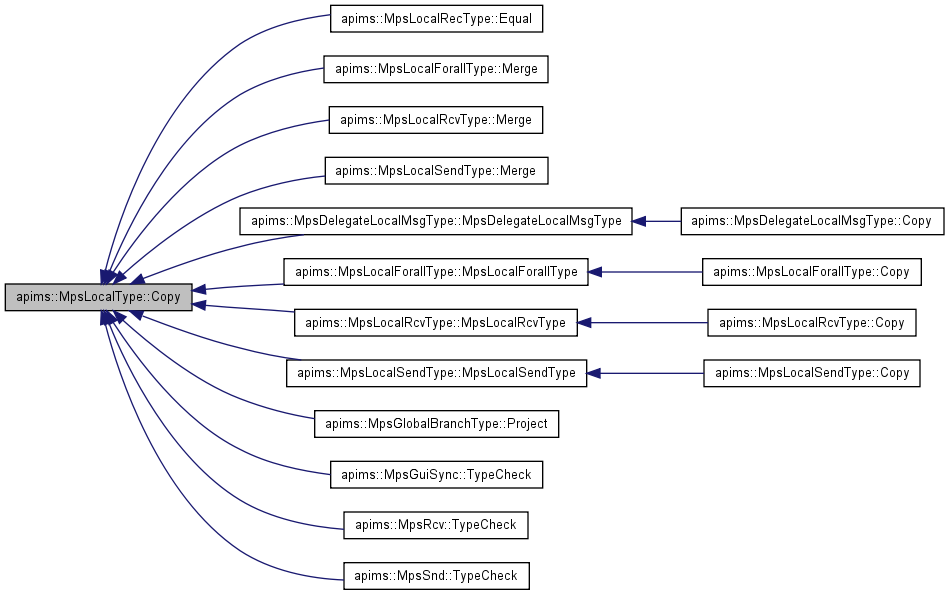 apims::MpsLocalRecType::Equal
apims::MpsLocalForallType::Merge
apims::MpsLocalRcvType::Merge
apims::MpsLocalSendType::Merge
apims::MpsDelegateLocalMsgType::MpsDelegateLocalMsgType
apims::MpsDelegateLocalMsgType::Copy
apims::MpsLocalForallType::MpsLocalForallType
apims::MpsLocalForallType::Copy
apims::MpsLocalType::Copy
apims::MpsLocalRcvType::MpsLocalRcvType
apims::MpsLocalRcvType::Copy
apims::MpsLocalSendType::MpsLocalSendType
apims::MpsLocalSendType::Copy
apims::MpsGlobalBranchType::Project
apims::MpsGuiSync::TypeCheck
apims::MpsRcv::TypeCheck
apims::MpsSnd::TypeCheck